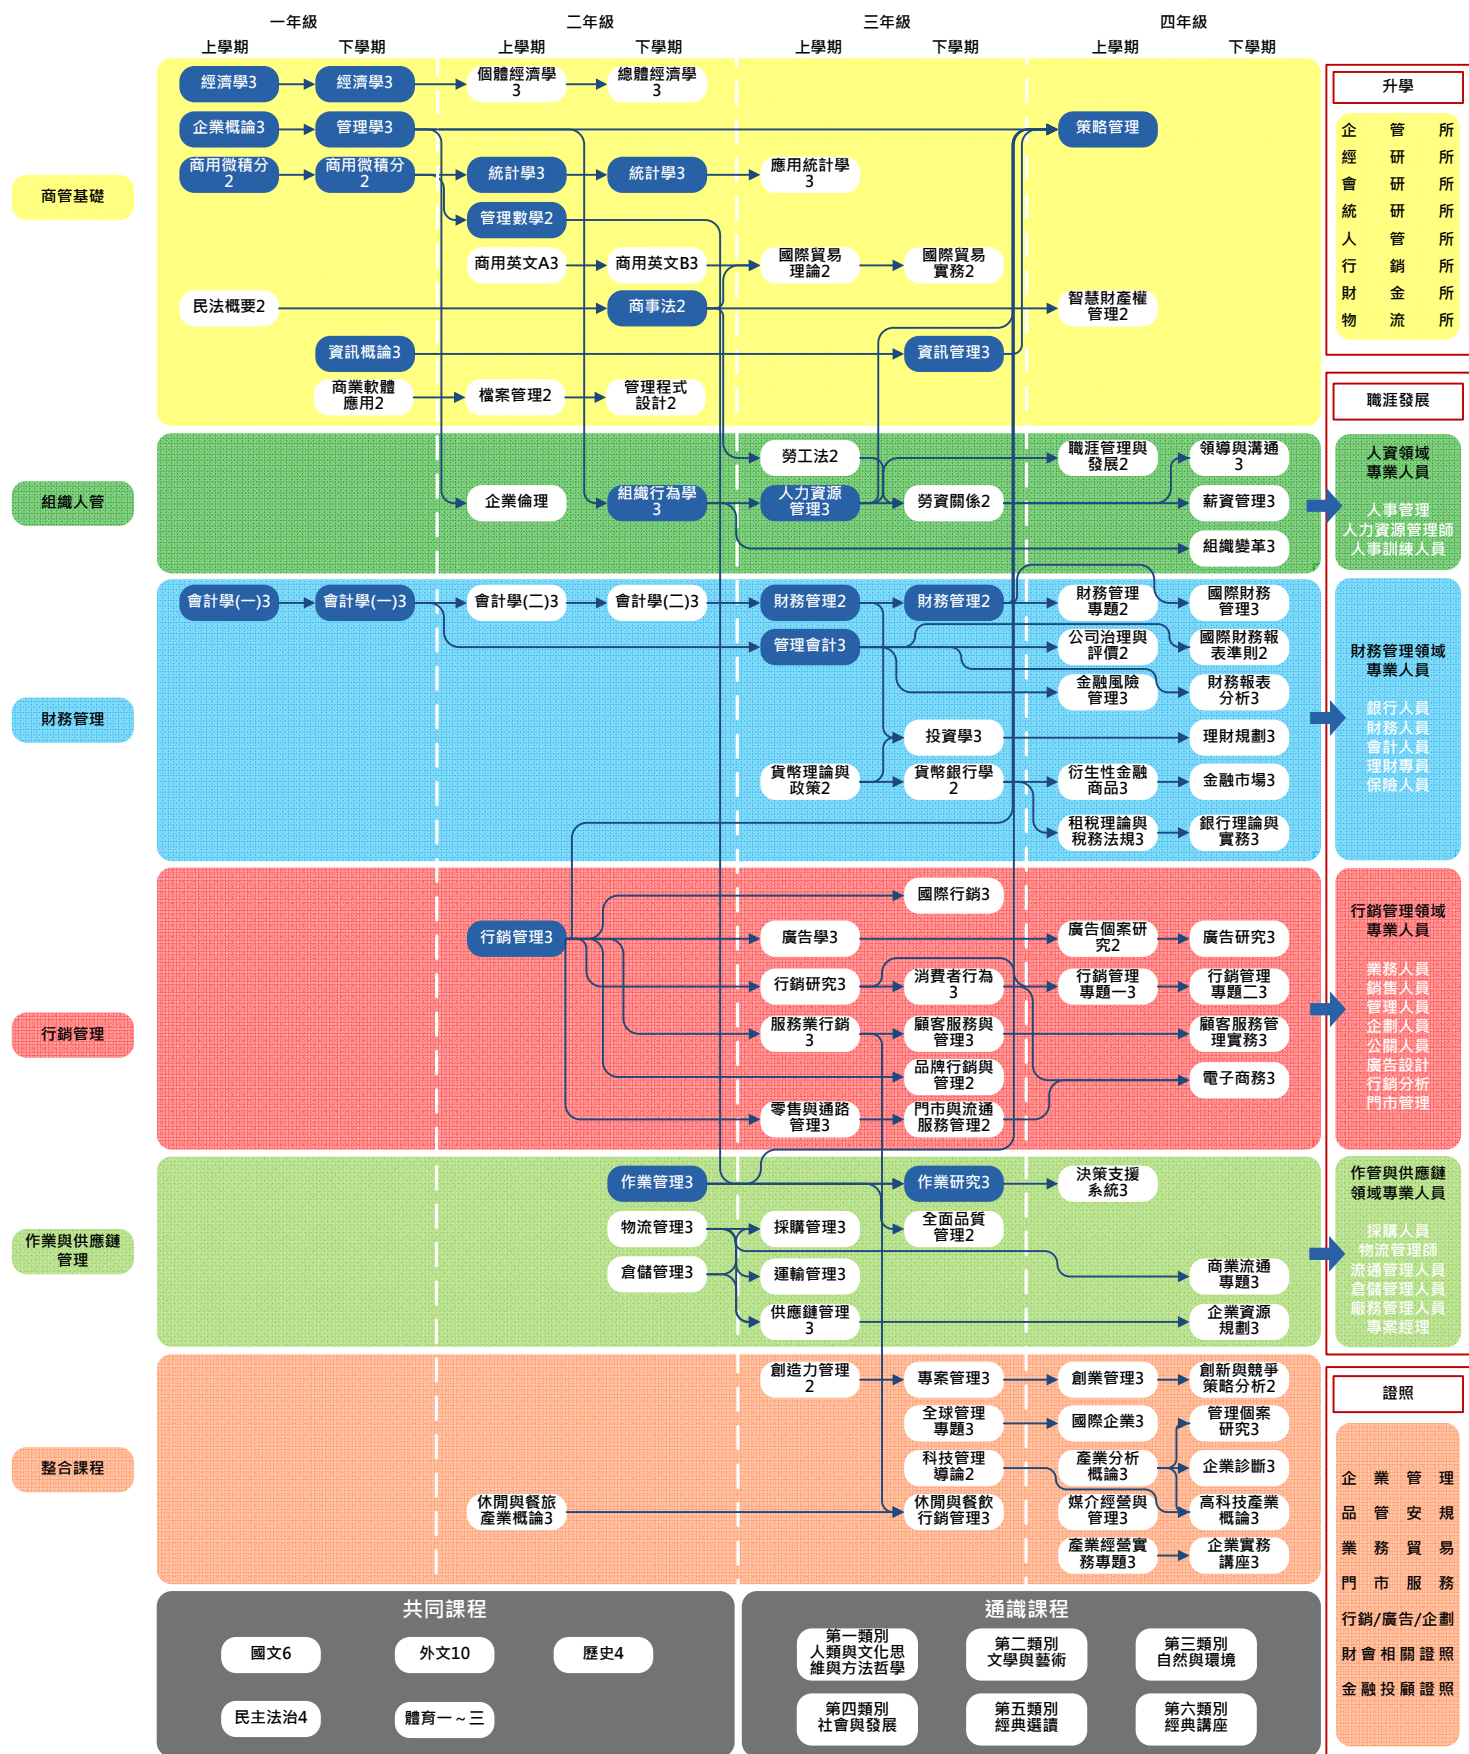 一年級
二年級
三年級
四年級
上學期
下學期
上學期
下學期
上學期
下學期
上學期
下學期
商管基礎
經濟學3
經濟學3
個體經濟學
3
總體經濟學
3
企業概論3
管理學3
策略管理
商用微積分
2
商用微積分
2
統計學3
統計學3
應用統計學
3
管理數學2
商用英文A3
商用英文B3
國際貿易
理論2
國際貿易
實務2
民法概要2
商事法2
智慧財產權
管理2
資訊概論3
資訊管理3
商業軟體
應用2
檔案管理2
管理程式
設計2
組織人管
勞工法2
職涯管理與
發展2
領導與溝通
3
企業倫理
組織行為學
3
人力資源
管理3
勞資關係2
薪資管理3
組織變革3
財務管理
會計學(一)3
會計學(一)3
會計學(二)3
會計學(二)3
財務管理2
財務管理2
財務管理
專題2
國際財務
管理3
管理會計3
公司治理與
評價2
國際財務報
表準則2
金融風險
管理3
財務報表
分析3
投資學3
理財規劃3
貨幣理論與
政策2
貨幣銀行學
2
衍生性金融
商品3
金融市場3
租稅理論與
稅務法規3
銀行理論與
實務3
行銷管理
國際行銷3
行銷管理3
廣告學3
廣告個案研
究2
廣告研究3
行銷研究3
消費者行為
3
行銷管理
專題一3
行銷管理
專題二3
服務業行銷
3
顧客服務與
管理3
顧客服務管
理實務3
品牌行銷與
管理2
電子商務3
零售與通路
管理3
門市與流通
服務管理2
作業與供應鏈
管理
作業管理3
作業研究3
決策支援
系統3
物流管理3
採購管理3
全面品質
管理2
倉儲管理3
運輸管理3
商業流通
專題3
供應鏈管理
3
企業資源
規劃3
整合課程
創造力管理
2
專案管理3
創業管理3
創新與競爭
策略分析2
全球管理
專題3
國際企業3
管理個案
研究3
科技管理
導論2
產業分析
概論3
企業診斷3
休閒與餐旅
產業概論3
休閒與餐飲
行銷管理3
媒介經營與
管理3
高科技產業
概論3
產業經營實
務專題3
企業實務
講座3
共同課程
國文6
外文10
歷史4
民主法治4
體育一～三
通識課程
第一類別
人類與文化思
維與方法哲學
第二類別
文學與藝術
第三類別
自然與環境
第四類別
社會與發展
第五類別
經典選讀
第六類別
經典講座
升學
企管所
經研所
會研所
統研所
人管所
行銷所
財金所
物流所
職涯發展
人資領域
專業人員
人事管理
人力資源管理師
人事訓練人員
財務管理領域
專業人員
銀行人員
財務人員
會計人員
理財專員
保險人員
行銷管理領域
專業人員
業務人員
銷售人員
管理人員
企劃人員
公關人員
廣告設計
行銷分析
門市管理
作管與供應鏈
領域專業人員
採購人員
物流管理師
流通管理人員
倉儲管理人員
廠務管理人員
專案經理
證照
企業管理
品管安規
業務貿易
門市服務
行銷/廣告/企劃
財會相關證照
金融投顧證照